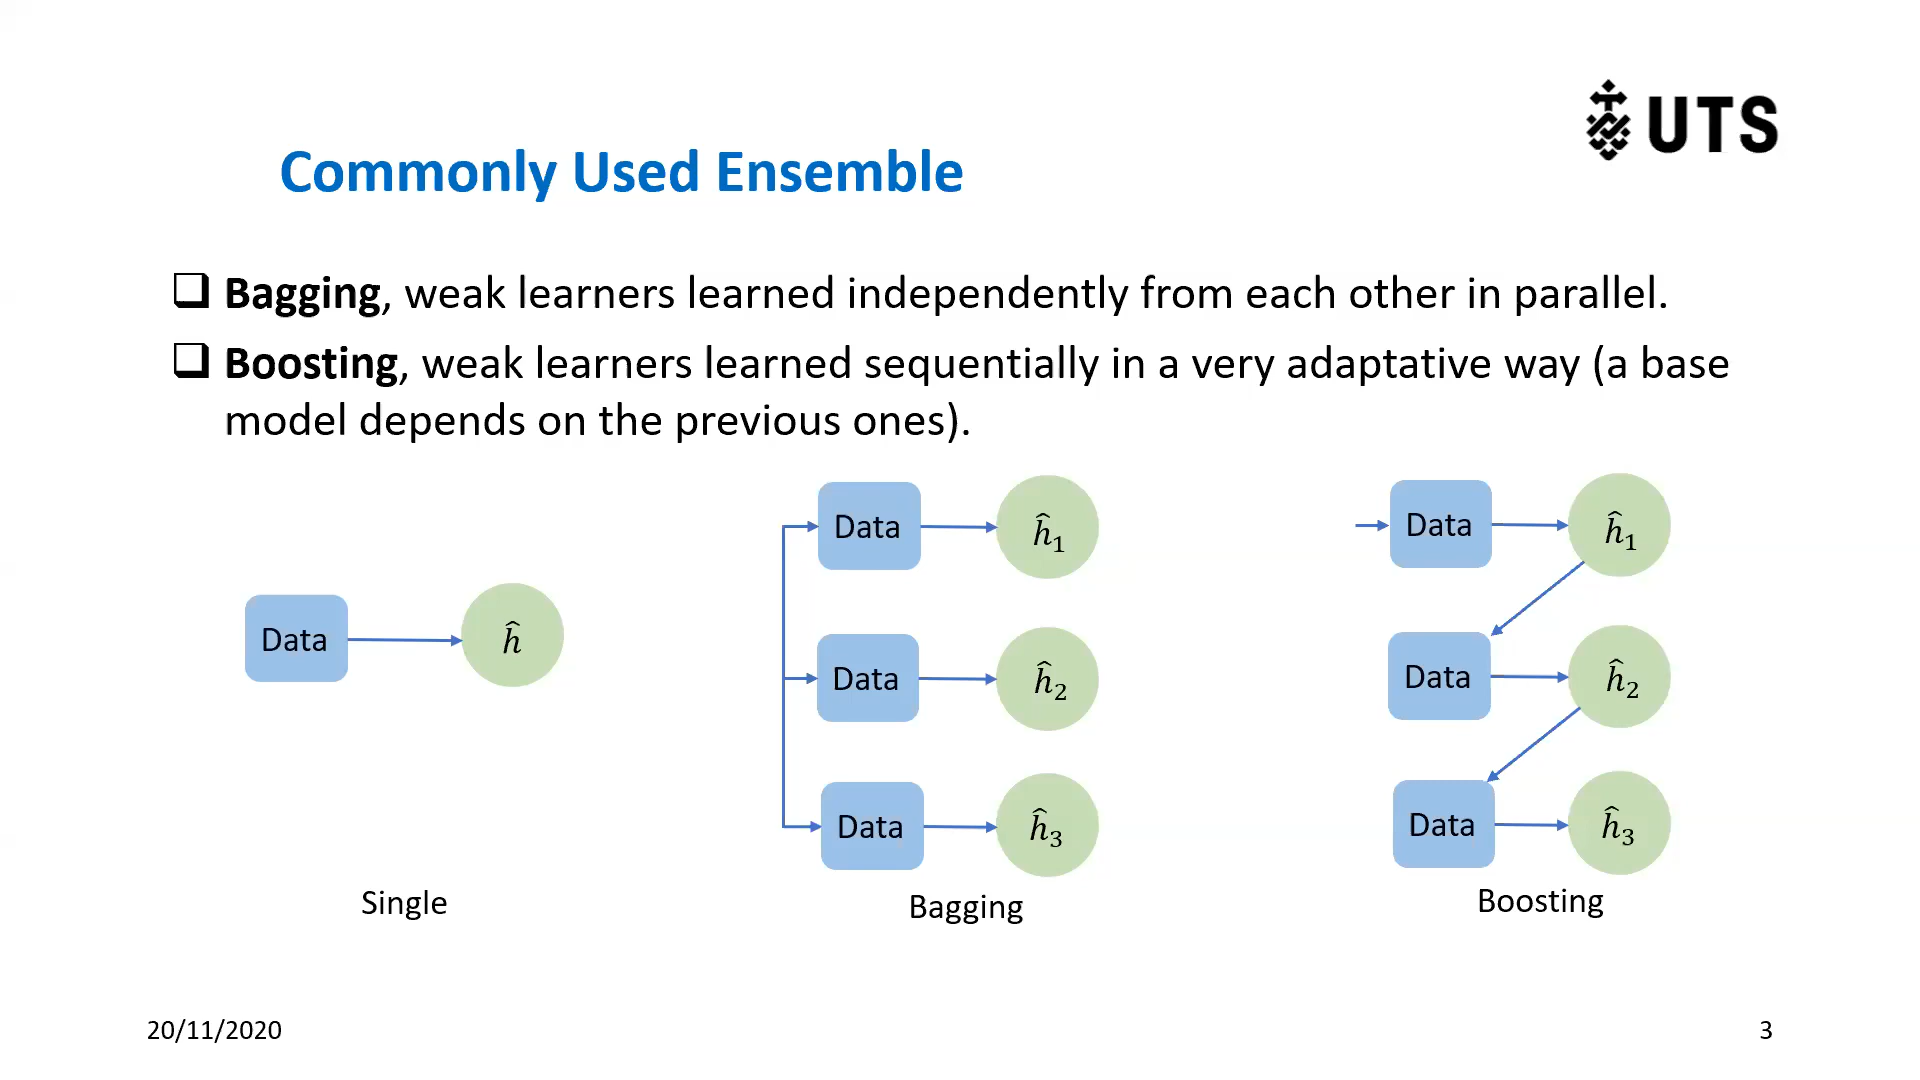 UTS
Commonly Used Ensemble
❑ Bagging, weak learners learned independently from each other in parallel.
❑ Boosting, weak learners learned sequentially in a very adaptative way (a base
model depends on the previous ones).
Data ĥ
Single
Data ĥ₁
Data ĥ₂
Data ĥ₃
Bagging
Data ĥ₁
Data ĥ₂
Data ĥ₃
Boosting
20/11/2020
3